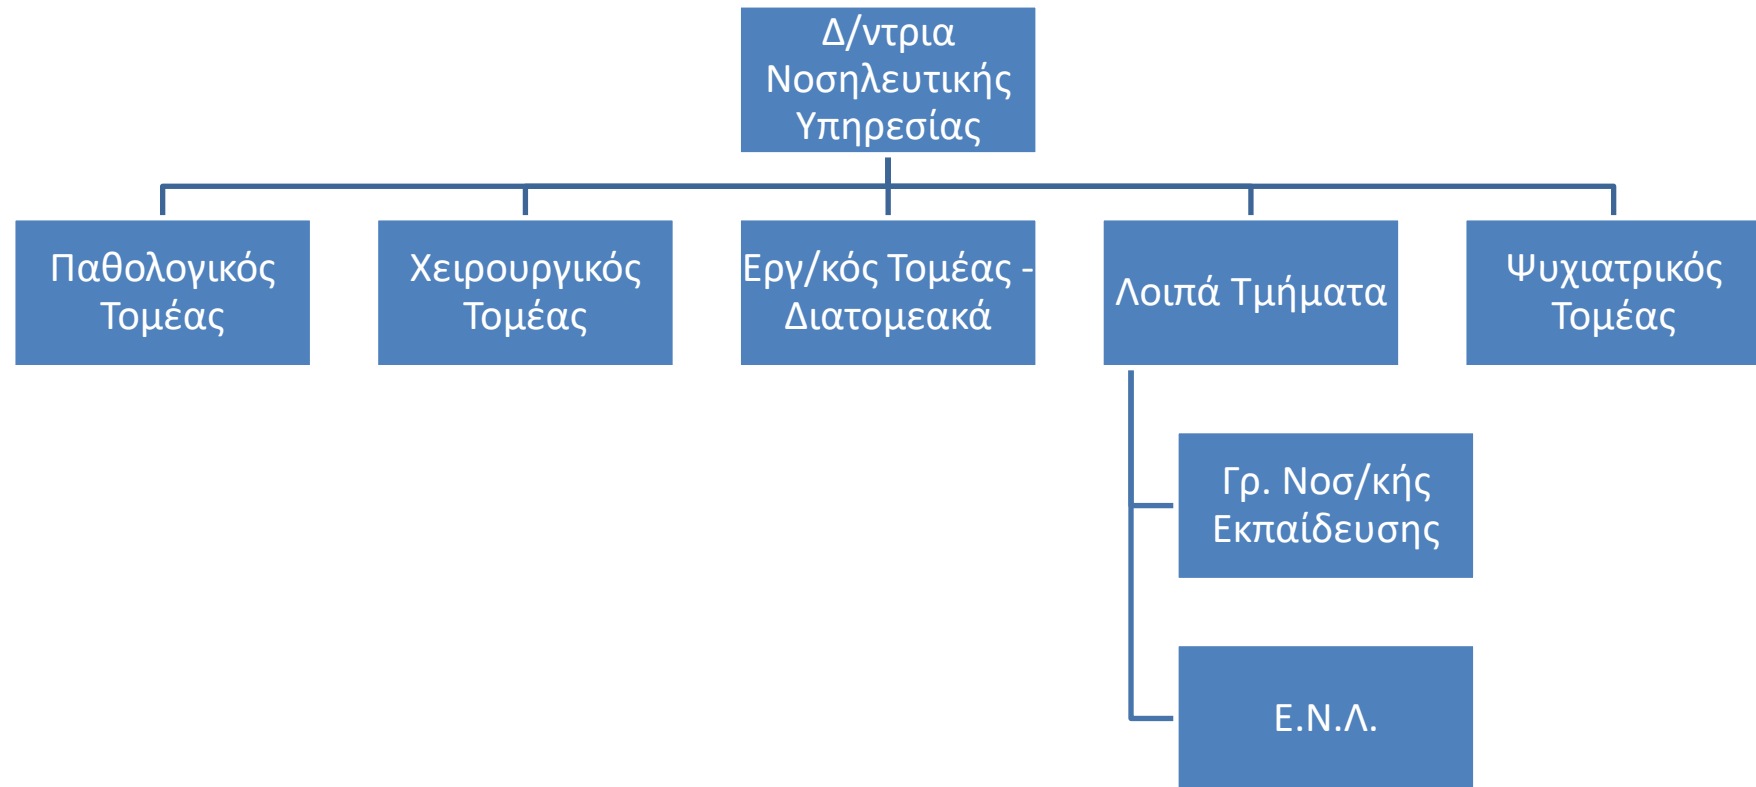 Δ/ντρια
Νοσηλευτικής
Υπηρεσίας
Παθολογικός
Τομέας
Χειρουργικός
Τομέας
Εργ/κός Τομέας -
Διατομεακά
Λοιπά Τμήματα
Ψυχιατρικός
Τομέας
Γρ. Νοσ/κής
Εκπαίδευσης
Ε.Ν.Λ.